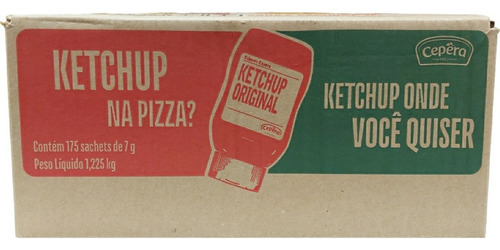 KETCHUP
NA PIZZA?
Contém 175 sachets de 7 g
Peso Líquido 1,225 kg
KETCHUP
ORIGINAL
Cepêra
Cepêra
KETCHUP ONDE
VOCÊ QUISER